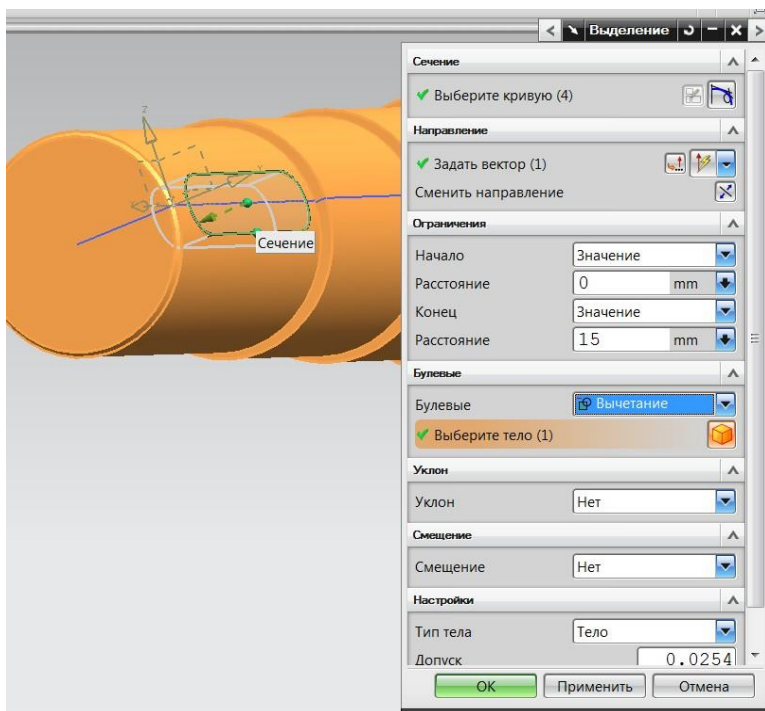 Выделение
Сечение
Выберите кривую (4)
Направление
Задать вектор (1)
Сменить направление
Ограничения
Начало Значение
Расстояние 0 mm
Конец Значение
Расстояние 15 mm
Булевые
Булевые Вычетание
Выберите тело (1)
Уклон
Уклон Нет
Смещение
Смещение Нет
Настройки
Тип тела Тело
Допуск 0.0254
OK Применить Отмена
Z
Y
Сечение